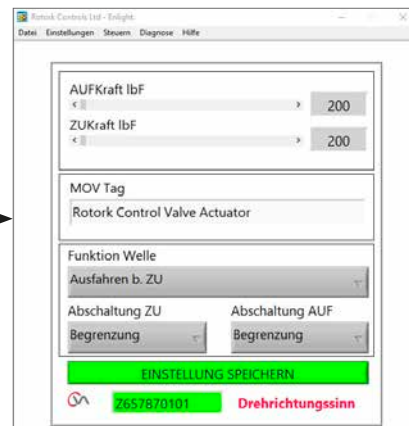 Rotork Controls Ltd - Enlight
Datei Einstellungen Steuern Diagnose Hilfe
AUFKraft lbF
200
ZUKraft lbF
200
MOV Tag
Rotork Control Valve Actuator
Funktion Welle
Ausfahren b. ZU
Abschaltung ZU Abschaltung AUF
Begrenzung Begrenzung
EINSTELLUNG SPEICHERN
Z657870101 Drehrichtungssinn